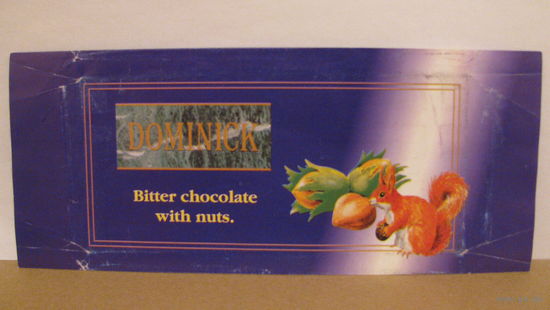 DOMINICK
Bitter chocolate
with nuts.